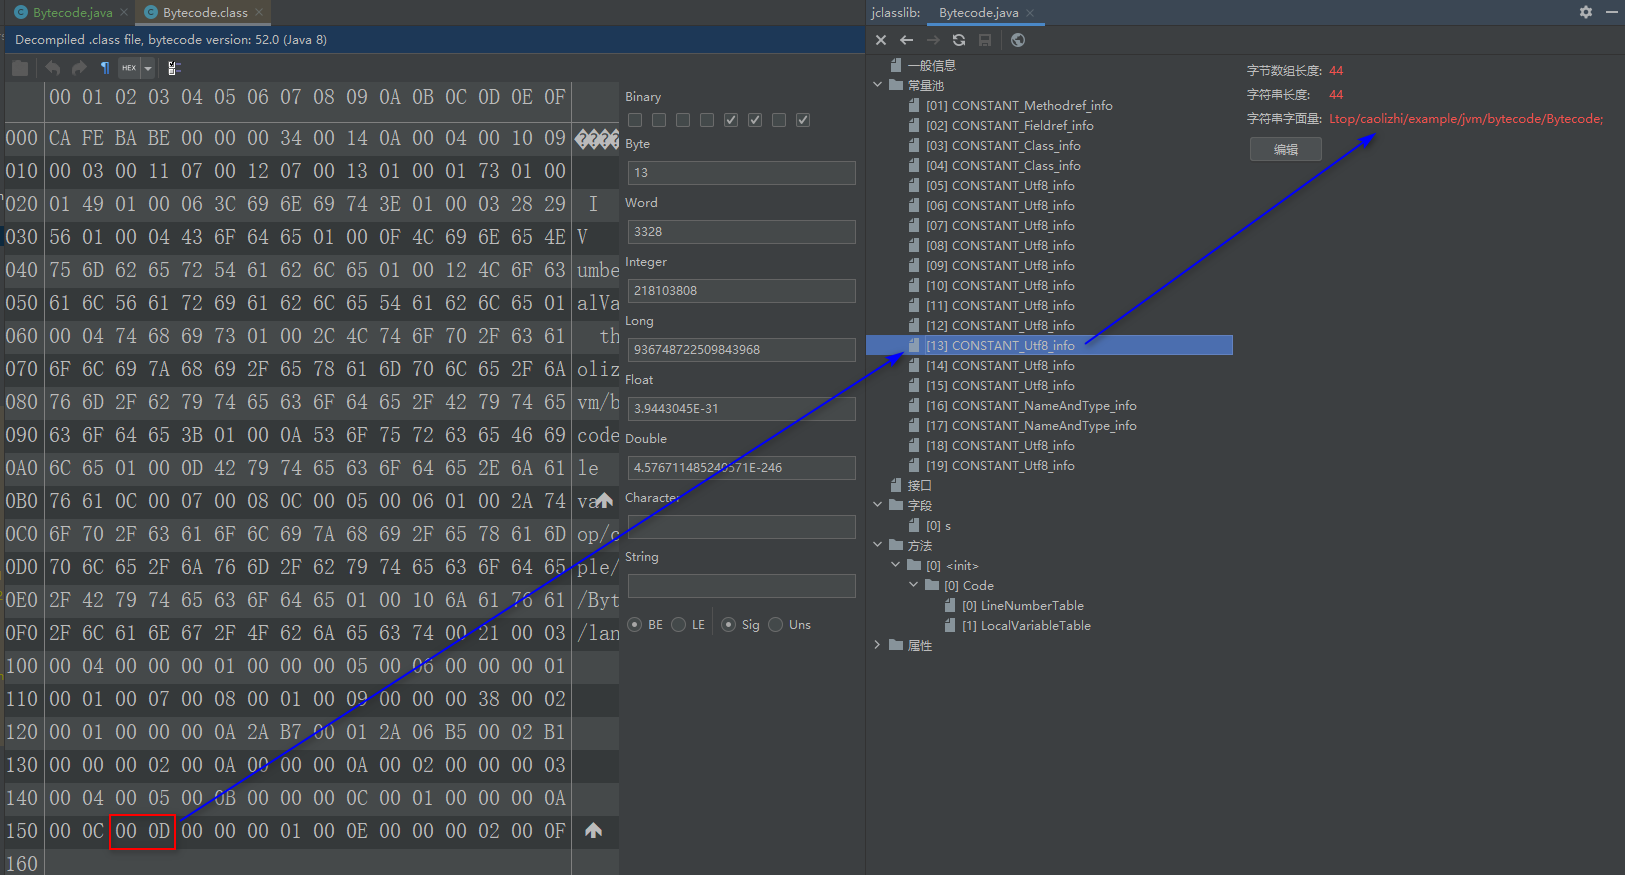 Bytecode.java
Bytecode.class
Decompiled .class file, bytecode version: 52.0 (Java 8)
HEX
00 01 02 03 04 05 06 07 08 09 0A 0B 0C 0D 0E 0F
000 CA FE BA BE 00 00 00 34 00 14 0A 00 04 00 10 09
010 00 03 00 11 07 00 12 07 00 13 01 00 01 73 01 00
020 01 49 01 00 06 3C 69 6E 69 74 3E 01 00 03 28 29 I
030 56 01 00 04 43 6F 64 65 01 00 0F 4C 69 6E 65 4E V
040 75 6D 62 65 72 54 61 62 6C 65 01 00 12 4C 6F 63 umbe
050 61 6C 56 61 72 69 61 62 6C 65 54 61 62 6C 65 01 alVa
060 00 04 74 68 69 73 01 00 2C 4C 74 6F 70 2F 63 61 th
070 6F 6C 69 7A 68 69 2F 65 78 61 6D 70 6C 65 2F 6A oliz
080 76 6D 2F 62 79 74 65 63 6F 64 65 2F 42 79 74 65 vm/b
090 63 6F 64 65 3B 01 00 0A 53 6F 75 72 63 65 46 69 code
0A0 6C 65 01 00 0D 42 79 74 65 63 6F 64 65 2E 6A 61 le
0B0 76 61 0C 00 07 00 08 0C 00 05 00 06 01 00 2A 74 va
0C0 6F 70 2F 63 61 6F 6C 69 7A 68 69 2F 65 78 61 6D op/c
0D0 70 6C 65 2F 6A 76 6D 2F 62 79 74 65 63 6F 64 65 ple/
0E0 2F 42 79 74 65 63 6F 64 65 01 00 10 6A 61 76 61 /Byt
0F0 2F 6C 61 6E 67 2F 4F 62 6A 65 63 74 00 21 00 03 /lan
100 00 04 00 00 00 01 00 00 00 05 00 06 00 00 00 01
110 00 01 00 07 00 08 00 01 00 09 00 00 00 38 00 02
120 00 01 00 00 00 0A 2A B7 00 01 2A 06 B5 00 02 B1
130 00 00 00 02 00 0A 00 00 00 0A 00 02 00 00 00 03
140 00 04 00 05 00 0B 00 00 00 0C 00 01 00 00 00 0A
150 00 0C 00 0D 00 00 00 01 00 0E 00 00 00 02 00 0F
160
Binary
Byte
13
Word
3328
Integer
218103808
Long
936748722509843968
Float
3.9443045E-31
Double
4.576711485240571E-246
Character
String
BE LE Sig Uns
jclasslib: Bytecode.java
一般信息
常量池
[01] CONSTANT_Methodref_info
[02] CONSTANT_Fieldref_info
[03] CONSTANT_Class_info
[04] CONSTANT_Class_info
[05] CONSTANT_Utf8_info
[06] CONSTANT_Utf8_info
[07] CONSTANT_Utf8_info
[08] CONSTANT_Utf8_info
[09] CONSTANT_Utf8_info
[10] CONSTANT_Utf8_info
[11] CONSTANT_Utf8_info
[12] CONSTANT_Utf8_info
[13] CONSTANT_Utf8_info
[14] CONSTANT_Utf8_info
[15] CONSTANT_Utf8_info
[16] CONSTANT_NameAndType_info
[17] CONSTANT_NameAndType_info
[18] CONSTANT_Utf8_info
[19] CONSTANT_Utf8_info
接口
字段
[0] s
方法
[0] <init>
[0] Code
[0] LineNumberTable
[1] LocalVariableTable
属性
字节数组长度: 44
字符串长度: 44
字符串字面量: Ltop/caolizhi/example/jvm/bytecode/Bytecode;
编辑